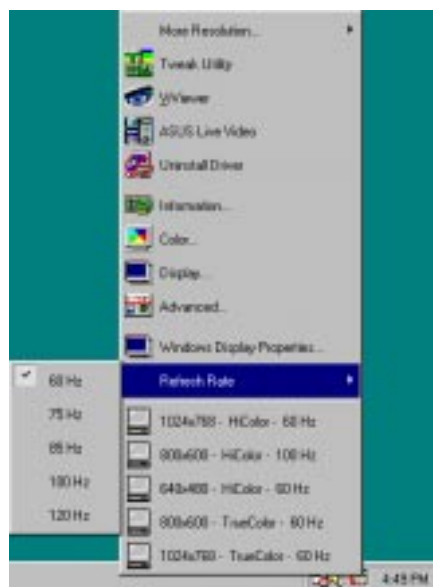 More Resolution...
Tweak Utility
VViewer
ASUS Live Video
Uninstall Driver
Information...
Color...
Display...
Advanced...
Windows Display Properties...
Refresh Rate
60 Hz
75 Hz
85 Hz
100 Hz
120 Hz
1024x768 - HiColor - 60 Hz
800x600 - HiColor - 100 Hz
640x480 - HiColor - 60 Hz
800x600 - TrueColor - 60 Hz
1024x768 - TrueColor - 60 Hz
4:45 PM